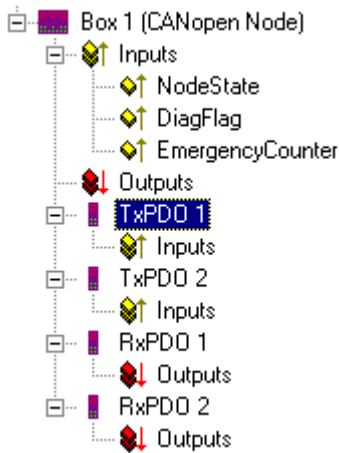 Box 1 (CANopen Node)
Inputs
NodeState
DiagFlag
EmergencyCounter
Outputs
TxPDO 1
Inputs
TxPDO 2
Inputs
RxPDO 1
Outputs
RxPDO 2
Outputs